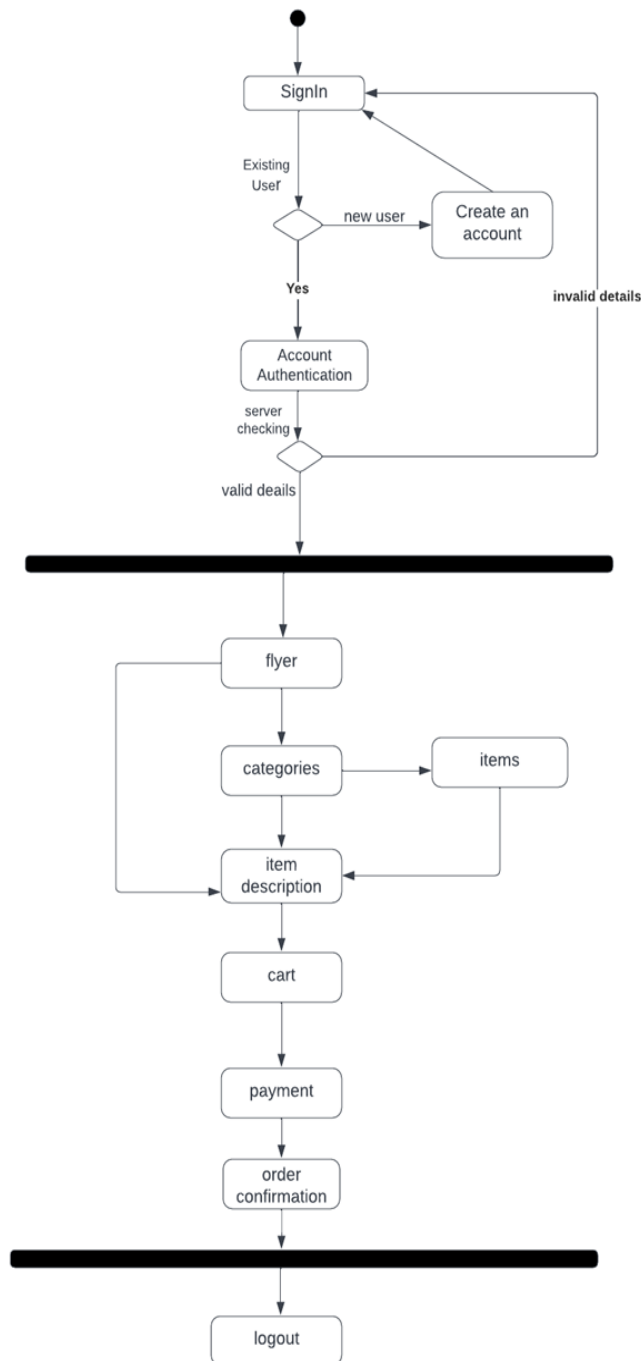 SignIn
Existing
User
new user
Create an
account
Yes
invalid details
Account
Authentication
server
checking
valid deails
flyer
categories
items
item
description
cart
payment
order
confirmation
logout